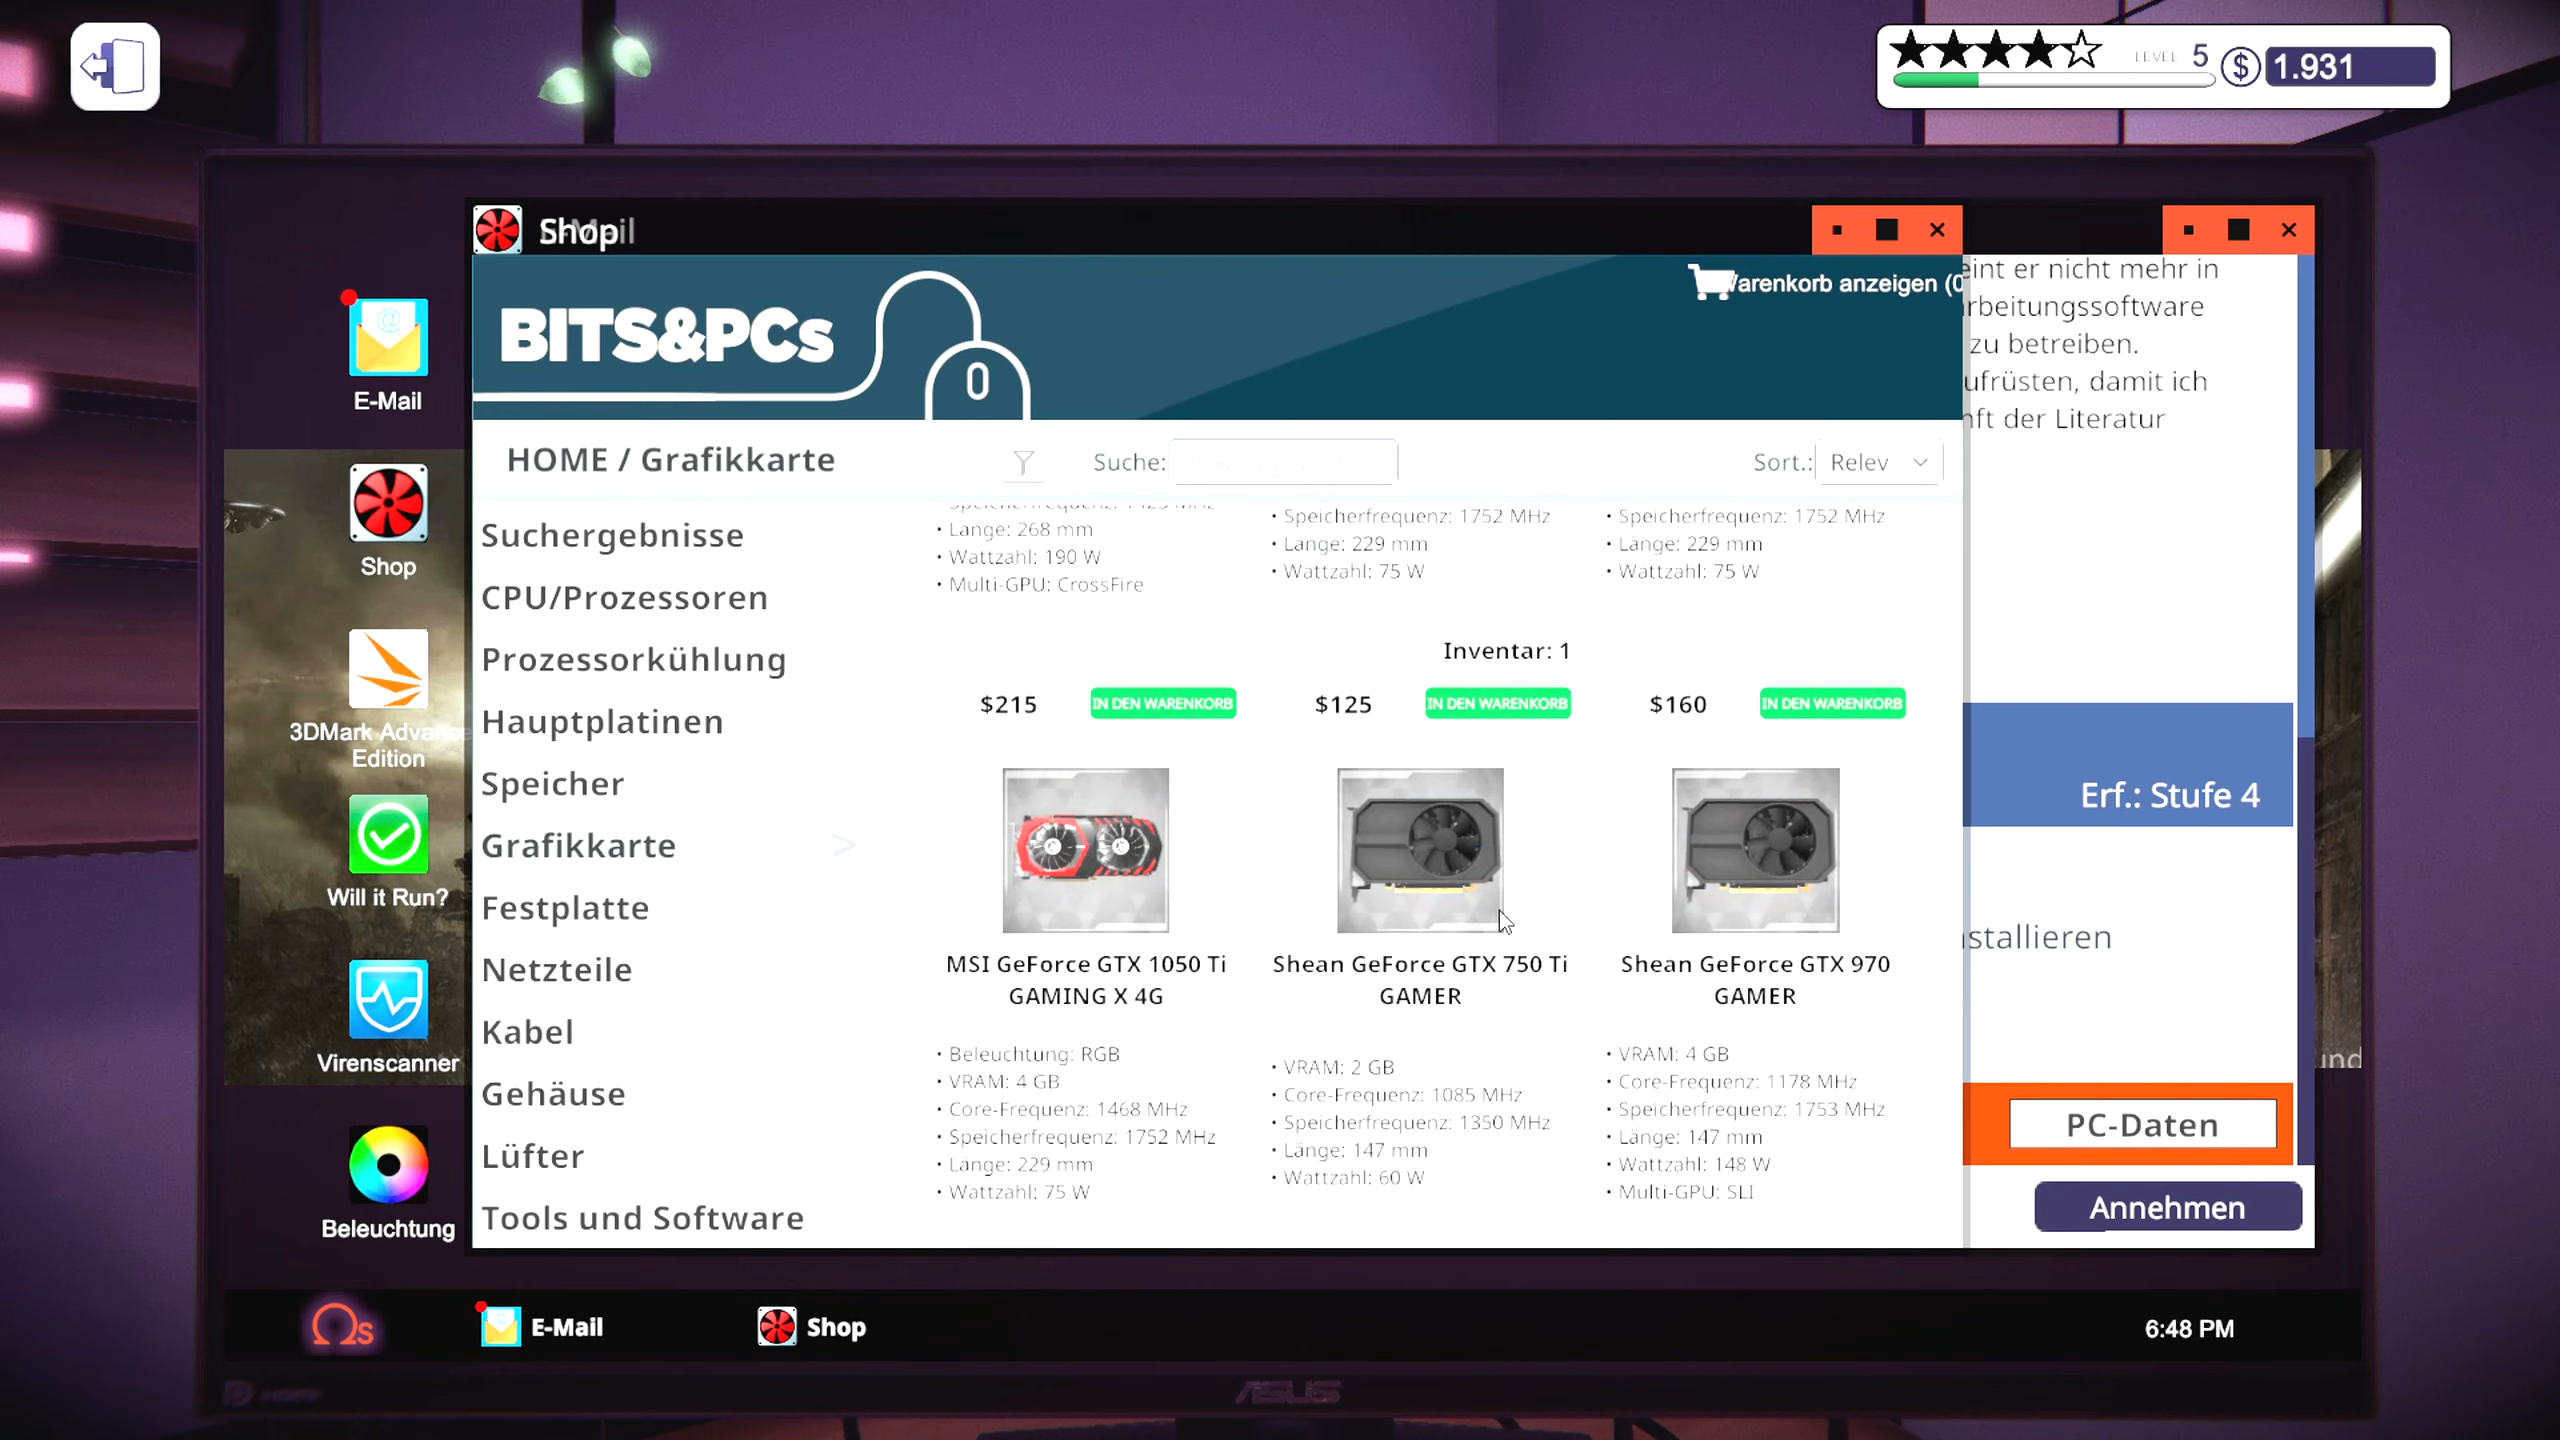 LEVEL 5
$ 1.931
Shop
BITS&PCs
Warenkorb anzeigen (0
HOME / Grafikkarte
Suche:
Sort.: Relev
Suchergebnisse
CPU/Prozessoren
Prozessorkühlung
Hauptplatinen
Speicher
Grafikkarte >
Festplatte
Netzteile
Kabel
Gehäuse
Lüfter
Tools und Software
• Länge: 268 mm
• Wattzahl: 190 W
• Multi-GPU: CrossFire
$215
IN DEN WARENKORB
• Speicherfrequenz: 1752 MHz
• Länge: 229 mm
• Wattzahl: 75 W
Inventar: 1
$125
IN DEN WARENKORB
• Speicherfrequenz: 1752 MHz
• Länge: 229 mm
• Wattzahl: 75 W
$160
IN DEN WARENKORB
MSI GeForce GTX 1050 Ti
GAMING X 4G
• Beleuchtung: RGB
• VRAM: 4 GB
• Core-Frequenz: 1468 MHz
• Speicherfrequenz: 1752 MHz
• Länge: 229 mm
• Wattzahl: 75 W
Shean GeForce GTX 750 Ti
GAMER
• VRAM: 2 GB
• Core-Frequenz: 1085 MHz
• Speicherfrequenz: 1350 MHz
• Länge: 147 mm
• Wattzahl: 60 W
Shean GeForce GTX 970
GAMER
• VRAM: 4 GB
• Core-Frequenz: 1178 MHz
• Speicherfrequenz: 1753 MHz
• Länge: 147 mm
• Wattzahl: 148 W
• Multi-GPU: SLI
eint er nicht mehr in
rbeitungssoftware
zu betreiben.
ufrüsten, damit ich
nft der Literatur
Erf.: Stufe 4
stallieren
PC-Daten
Annehmen
E-Mail
Shop
3DMark Advance
Edition
Will it Run?
Virenscanner
Beleuchtung
E-Mail
Shop
6:48 PM
ASUS